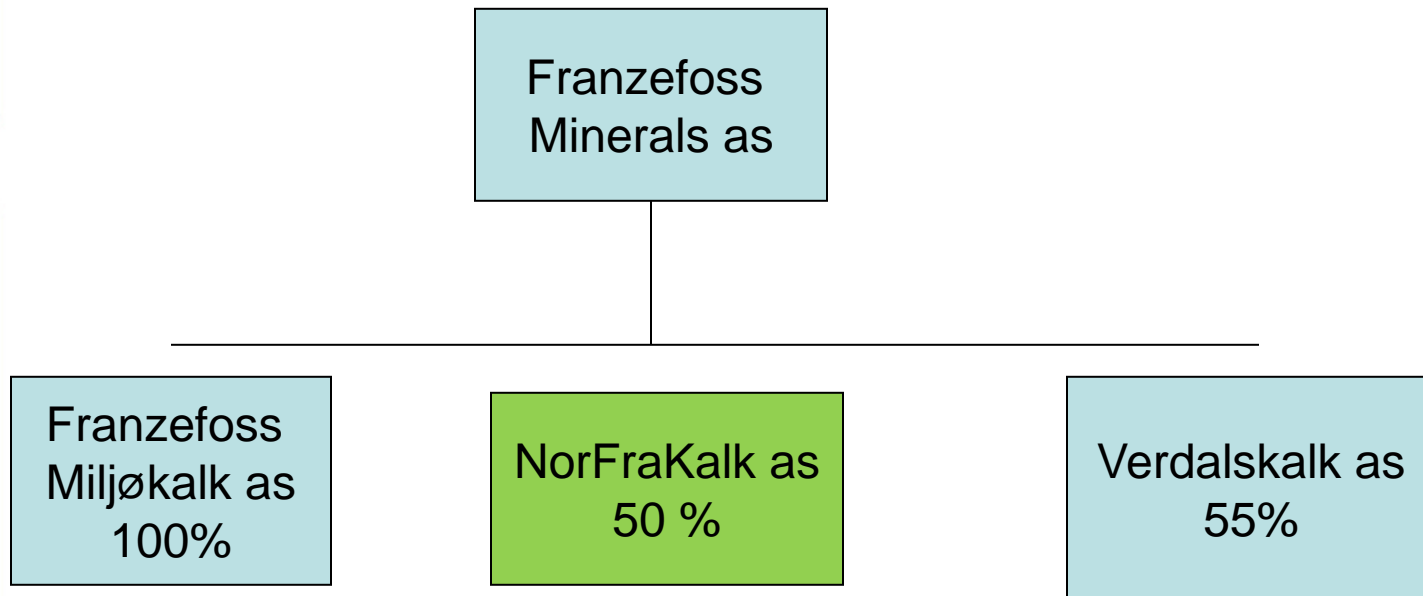 Franzefoss
Minerals as
Franzefoss
Miljøkalk as
100%
NorFraKalk as
50 %
Verdalskalk as
55%